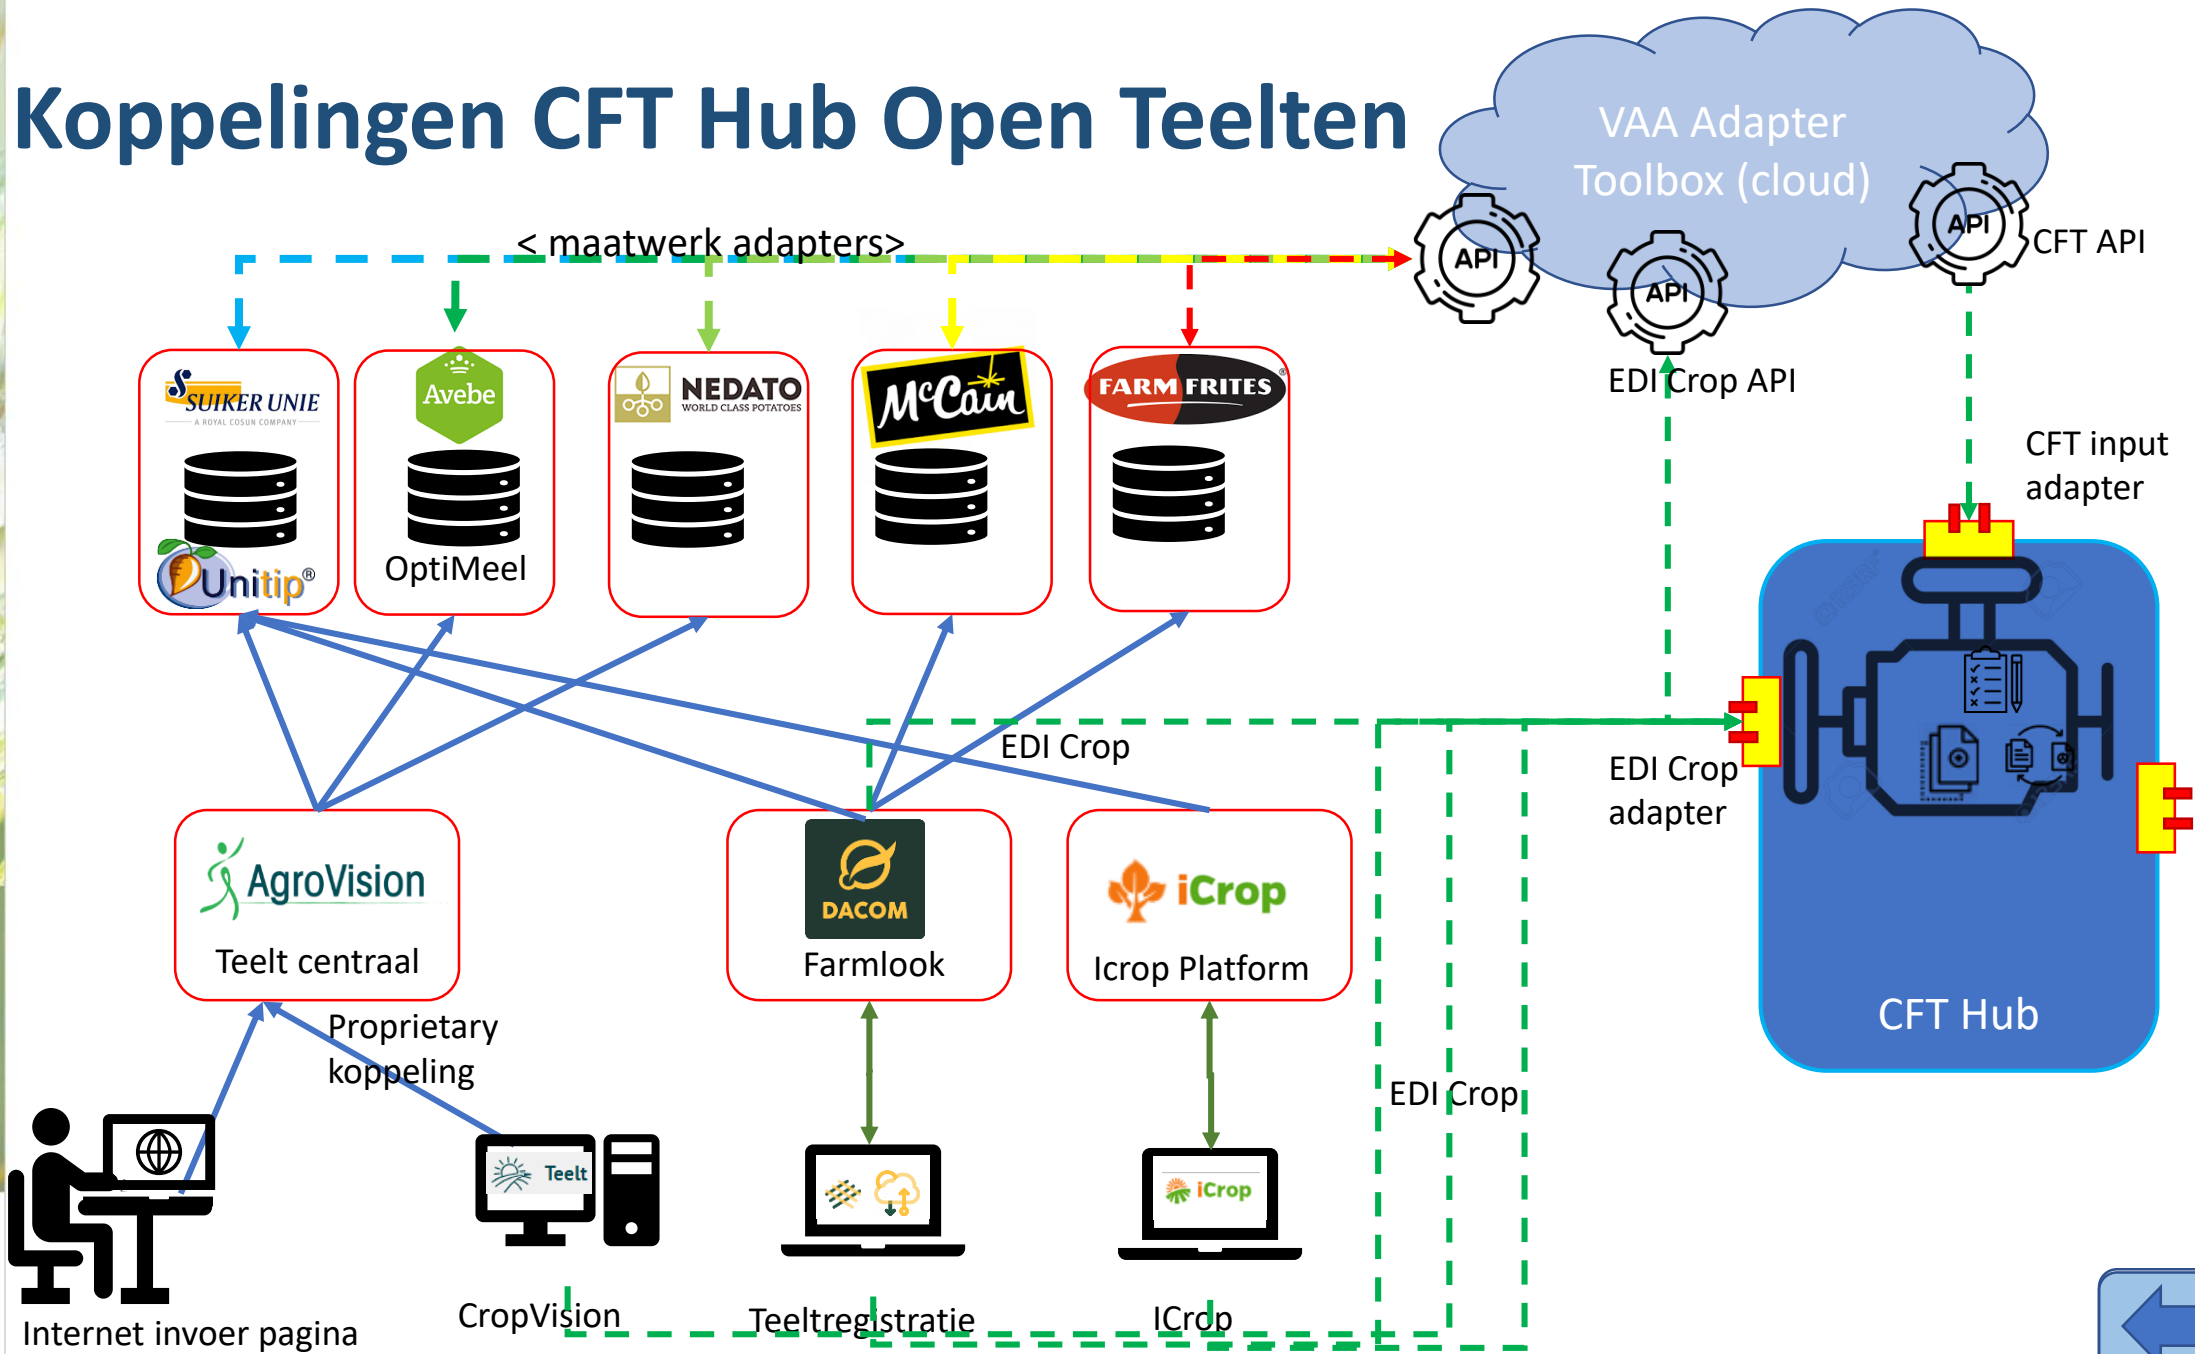 Koppelingen CFT Hub Open Teelten
VAA Adapter
Toolbox (cloud)
< maatwerk adapters>
API
API
API
CFT API
EDI Crop API
SUIKER UNIE
A ROYAL COSUN COMPANY
Unitip®
Avebe
OptiMeel
NEDATO
WORLD CLASS POTATOES
McCain
FARM FRITES®
CFT input
adapter
EDI Crop
EDI Crop
adapter
AgroVision
Teelt centraal
DACOM
Farmlook
iCrop
Icrop Platform
CFT Hub
Proprietary
koppeling
EDI Crop
Teelt
iCrop
Internet invoer pagina
CropVision
Teeltregistratie
ICrop